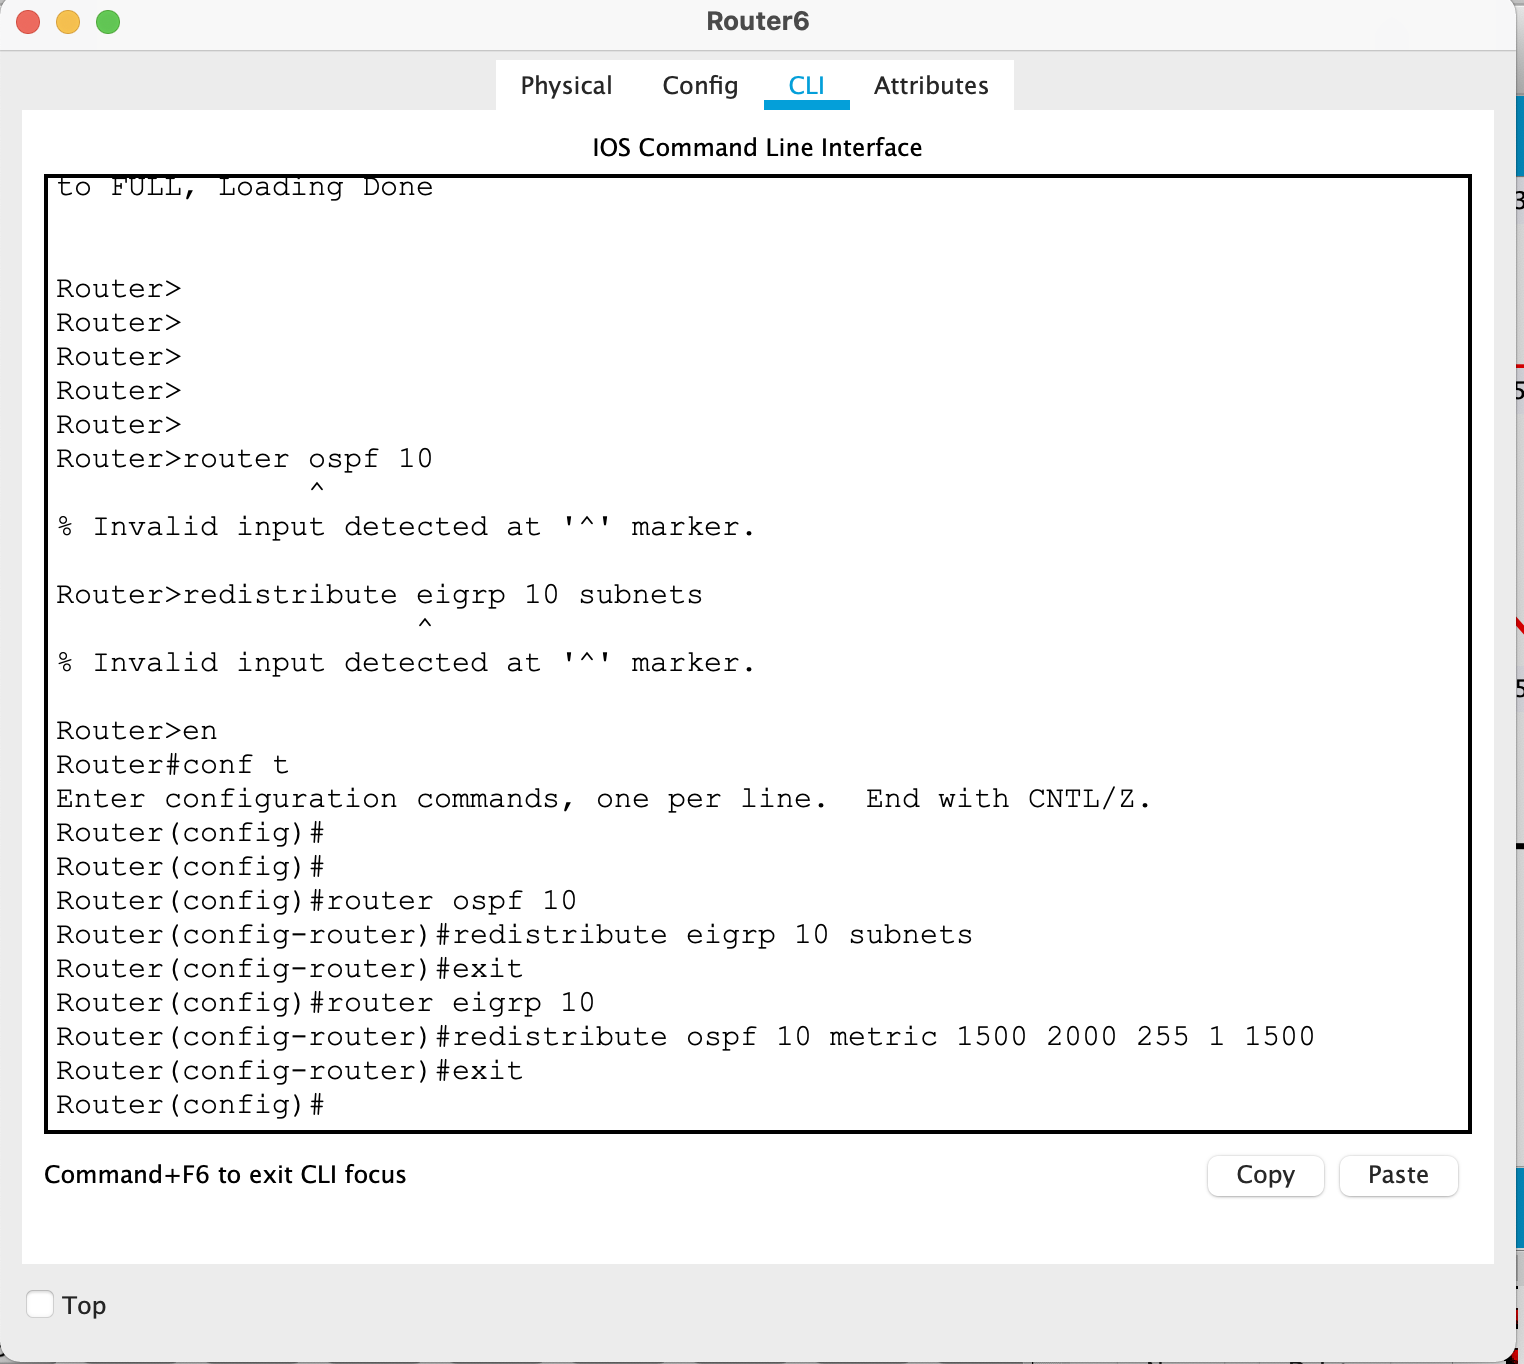 Router6
Physical Config CLI Attributes
IOS Command Line Interface
to FULL, Loading Done
Router>
Router>
Router>
Router>
Router>
Router>router ospf 10
^
% Invalid input detected at '^' marker.
Router>redistribute eigrp 10 subnets
^
% Invalid input detected at '^' marker.
Router>en
Router#conf t
Enter configuration commands, one per line.  End with CNTL/Z.
Router(config)#
Router(config)#
Router(config)#router ospf 10
Router(config-router)#redistribute eigrp 10 subnets
Router(config-router)#exit
Router(config)#router eigrp 10
Router(config-router)#redistribute ospf 10 metric 1500 2000 255 1 1500
Router(config-router)#exit
Router(config)#
Command+F6 to exit CLI focus
Copy Paste
Top